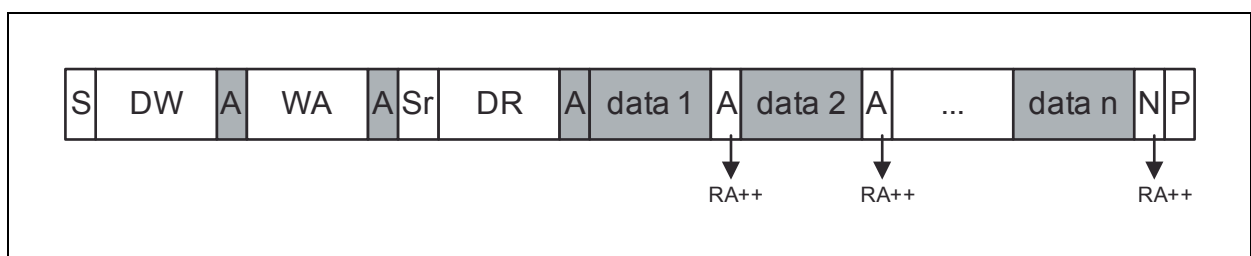 S DW A WA A Sr DR A data 1 A data 2 A ... data n N P
RA++ RA++ RA++